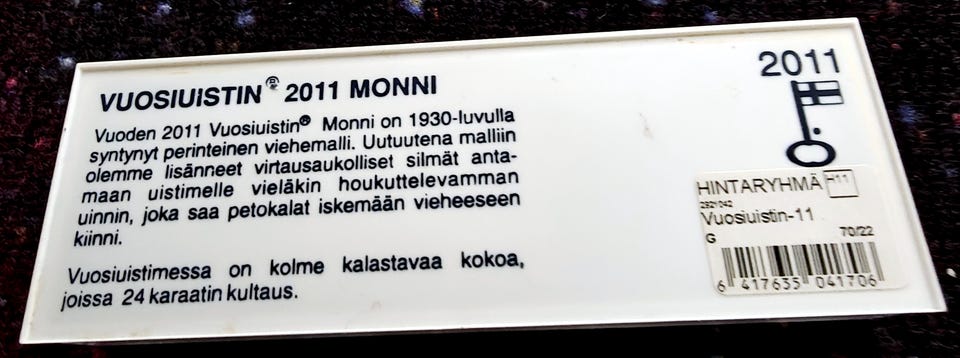 VUOSIUISTIN® 2011 MONNI
Vuoden 2011 Vuosiuistin® Monni on 1930-luvulla
syntynyt perinteinen viehemalli. Uutuutena malliin
olemme lisänneet virtausaukolliset silmät anta-
maan uistimelle vieläkin houkuttelevamman
uinnin, joka saa petokalat iskemään vieheeseen
kiinni.
Vuosiuistimessa on kolme kalastavaa kokoa,
joissa 24 karaatin kultaus.
2011
HINTARYHMÄ H11
2921042
Vuosiuistin-11
G 70/22
6 417635 041706